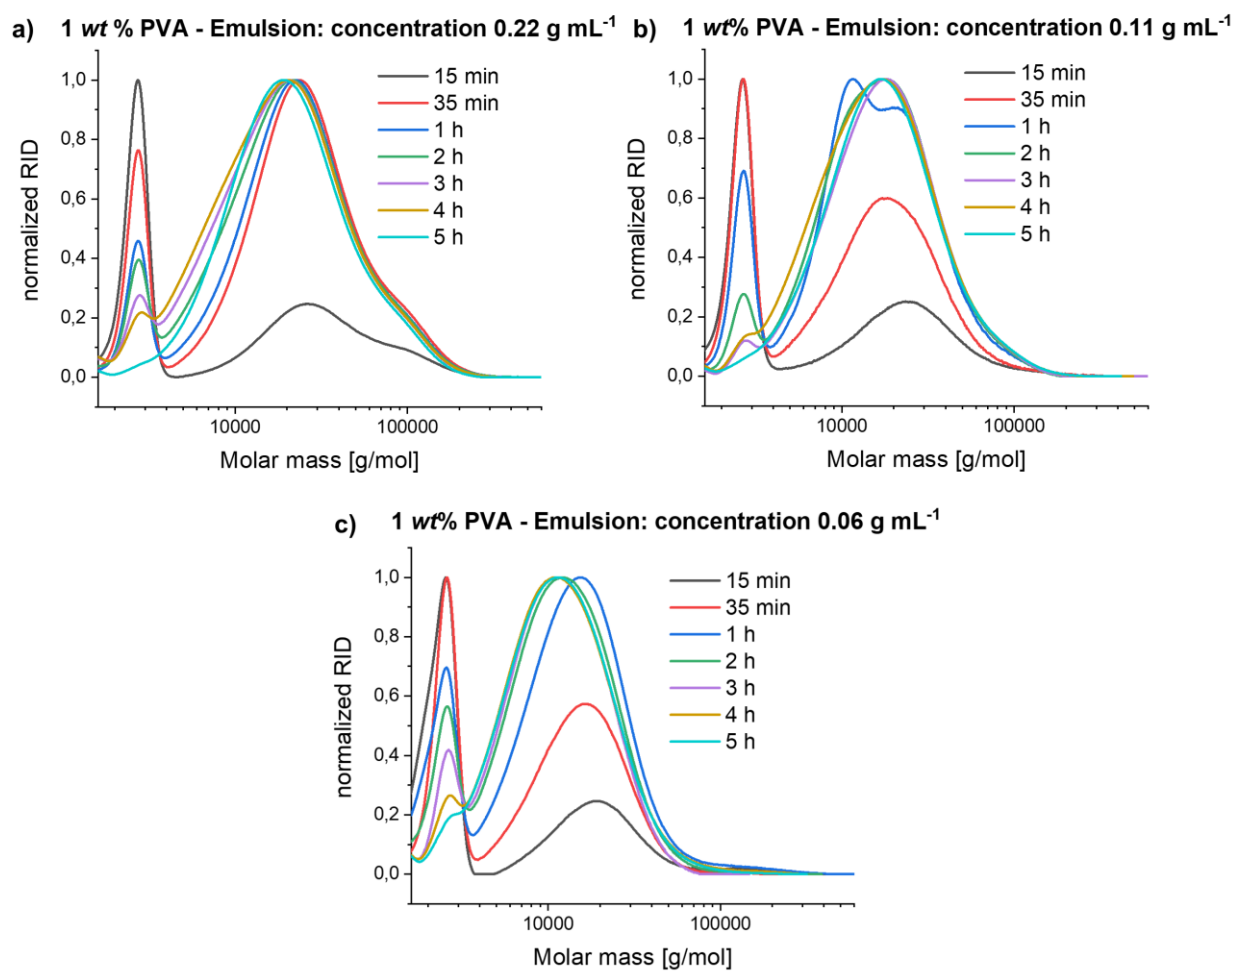 a) 1 wt % PVA - Emulsion: concentration 0.22 g mL-1
1,0
0,8
0,6
0,4
0,2
0,0
normalized RID
15 min
35 min
1 h
2 h
3 h
4 h
5 h
10000 100000
Molar mass [g/mol]
b) 1 wt% PVA - Emulsion: concentration 0.11 g mL-1
1,0
0,8
0,6
0,4
0,2
0,0
normalized RID
15 min
35 min
1 h
2 h
3 h
4 h
5 h
10000 100000
Molar mass [g/mol]
c) 1 wt% PVA - Emulsion: concentration 0.06 g mL-1
1,0
0,8
0,6
0,4
0,2
0,0
normalized RID
15 min
35 min
1 h
2 h
3 h
4 h
5 h
10000 100000
Molar mass [g/mol]